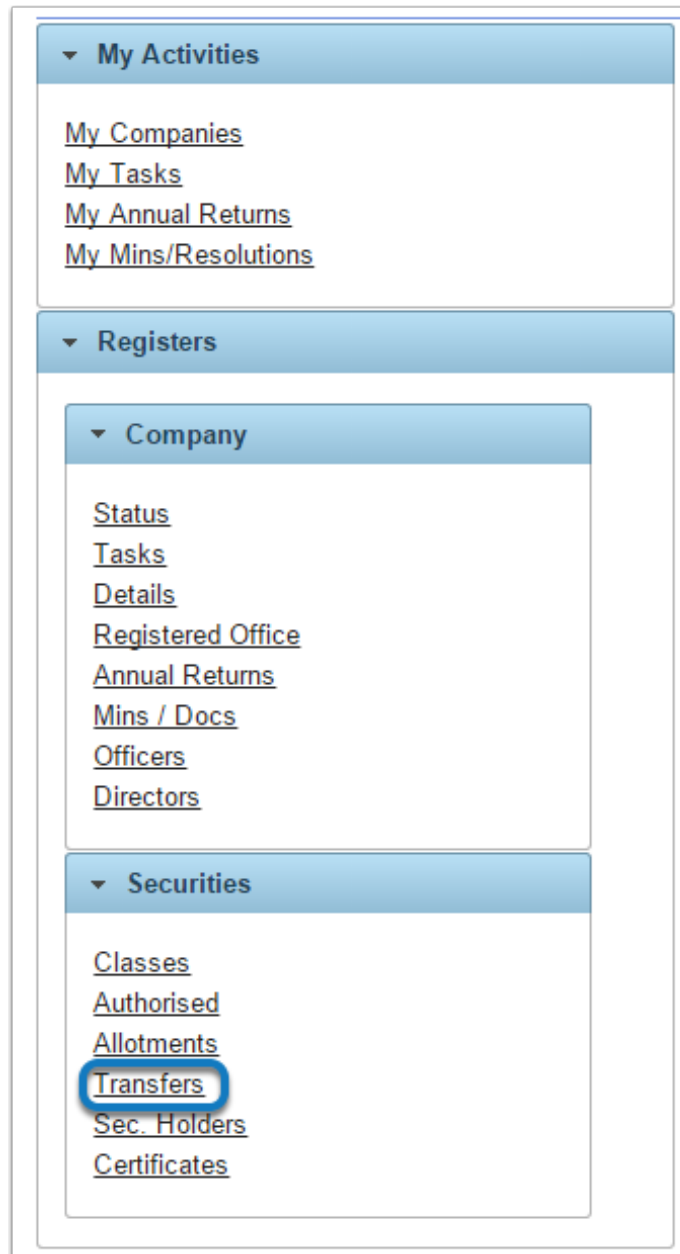 My Activities
My Companies
My Tasks
My Annual Returns
My Mins/Resolutions
Registers
Company
Status
Tasks
Details
Registered Office
Annual Returns
Mins / Docs
Officers
Directors
Securities
Classes
Authorised
Allotments
Transfers
Sec. Holders
Certificates